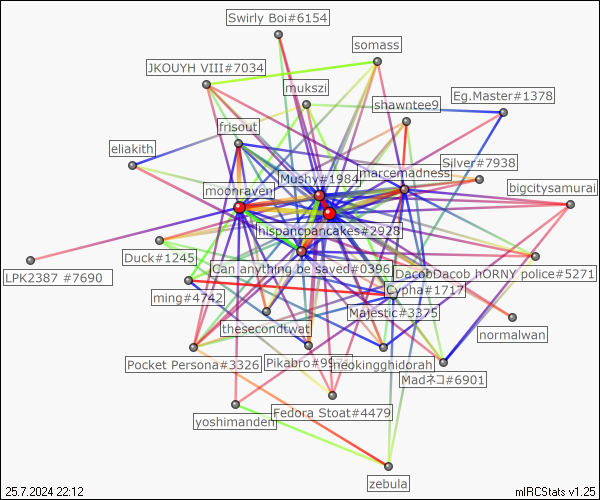 Swirly Boi#6154
somass
JKOUYH VIII#7034
mukszi
Eg.Master#1378
shawntee9
frisout
eliakith
Silver#7938
Mushy#1984
marcemadness
moonraven
bigcitysamurai
hispanicpancakes#2928
Duck#1245
Can anything be saved#0396
DacobDacob hORNY police#5271
LPK2387 #7690
Cypha#1717
ming#4742
Majestic#3375
thesecondtwat
normalwan
Pocket Persona#3326
Pikabro#9974
neokingghidorah
Madネコ#6901
Fedora Stoat#4479
yoshimanden
zebula
25.7.2024 22:12
mIRCStats v1.25